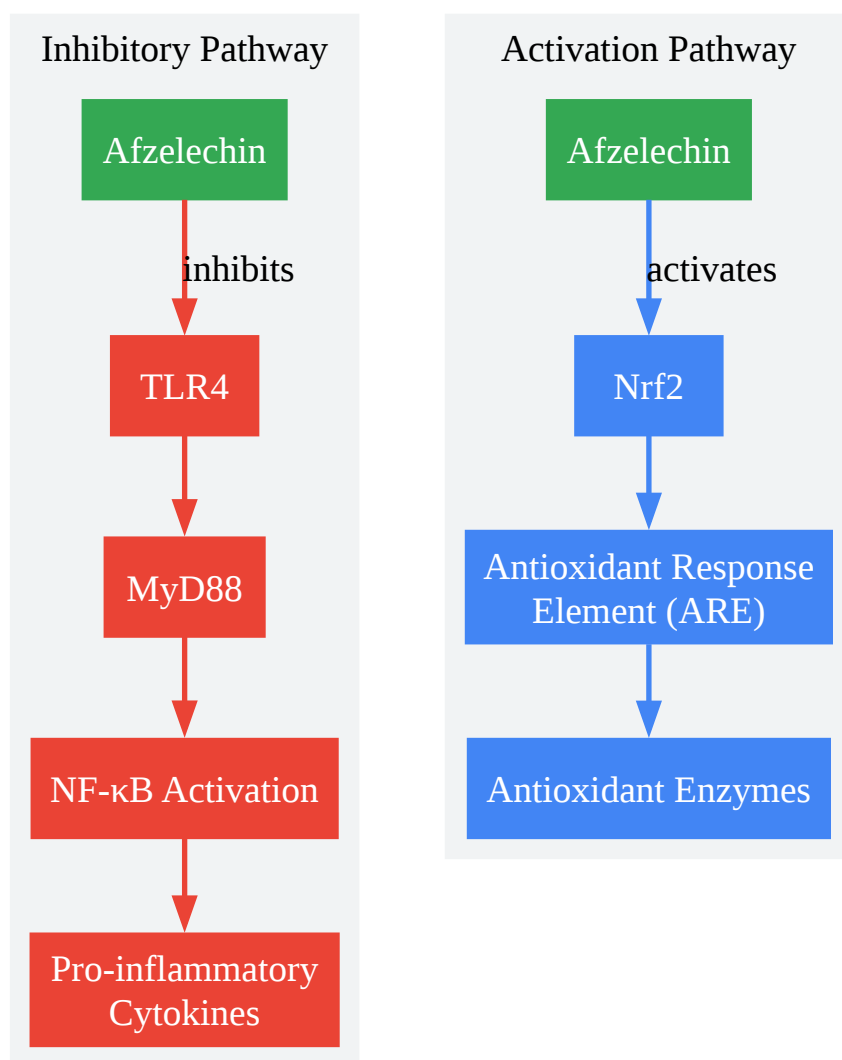 Inhibitory Pathway
Afzelechin
inhibits
TLR4
MyD88
NF-κB Activation
Pro-inflammatory
Cytokines
Activation Pathway
Afzelechin
activates
Nrf2
Antioxidant Response
Element (ARE)
Antioxidant Enzymes